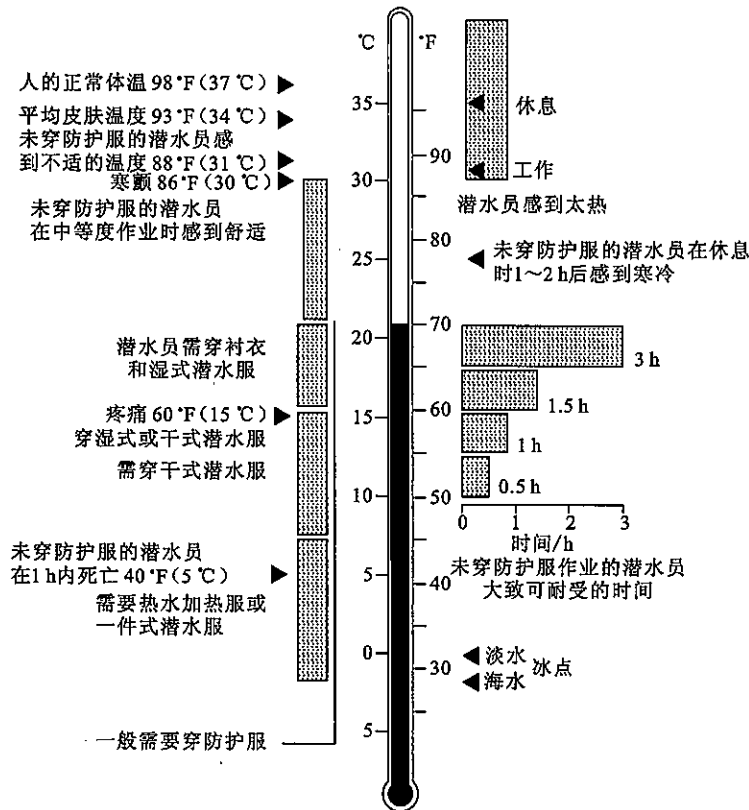 ℃ °F
人的正常体温 98°F(37 ℃)
平均皮肤温度 93°F(34 ℃)
未穿防护服的潜水员感
到不适的温度 88°F(31 ℃)
寒颤 86°F(30 ℃)
未穿防护服的潜水员
在中等度作业时感到舒适
潜水员需穿衬衣
和湿式潜水服
疼痛 60°F(15 ℃)
穿湿式或干式潜水服
需穿干式潜水服
未穿防护服的潜水员
在1 h内死亡 40°F(5 ℃)
需要热水加热服或
一件式潜水服
一般需要穿防护服
35
30
25
20
15
10
5
0
5
90
80
70
60
50
40
30
休息
工作
潜水员感到太热
未穿防护服的潜水员在休息
时1～2 h后感到寒冷
3 h
1.5 h
1 h
0.5 h
0 1 2 3
时间/h
未穿防护服作业的潜水员
大致可耐受的时间
淡水
冰点
海水